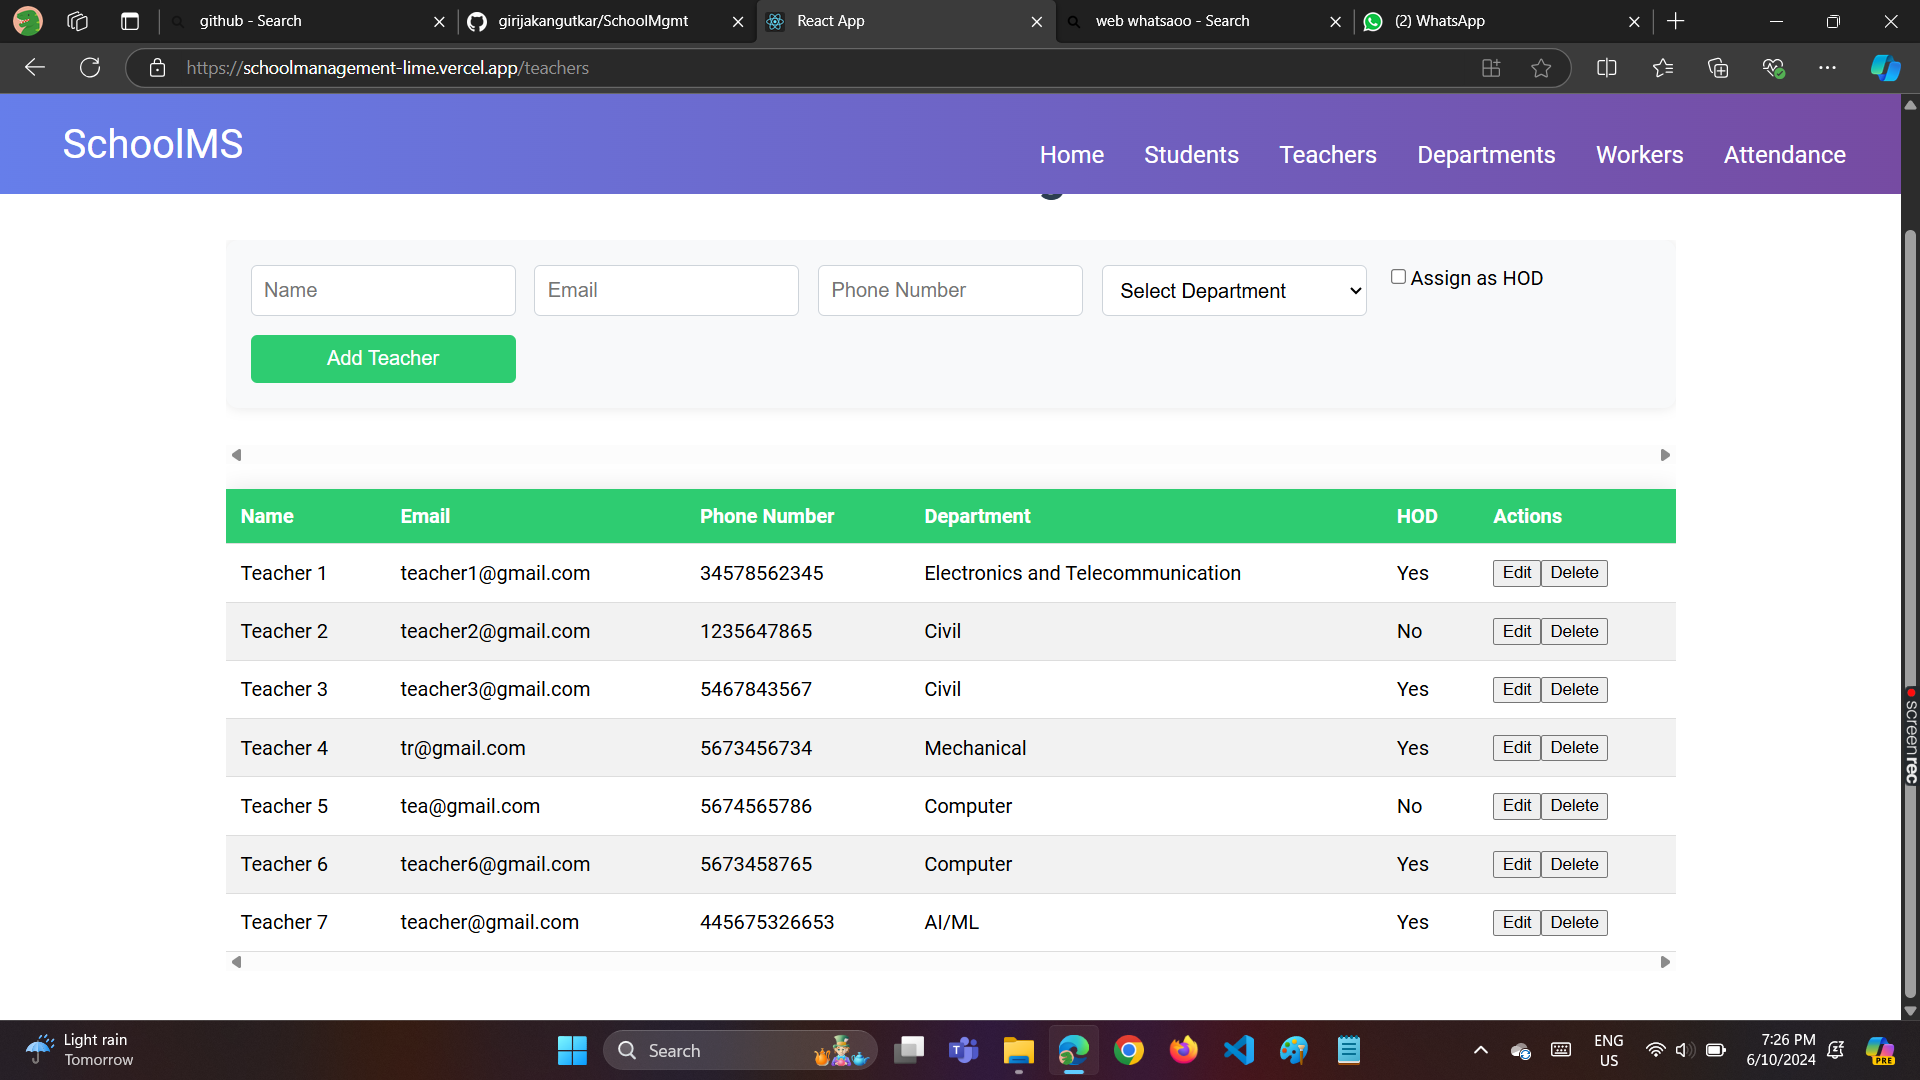 github - Search
girijakangutkar/SchoolMgmt
React App
web whatsaoo - Search
(2) WhatsApp
https://schoolmanagement-lime.vercel.app/teachers
SchoolMS
Home Students Teachers Departments Workers Attendance
Name Email Phone Number Select Department Assign as HOD
Add Teacher
Name Email Phone Number Department HOD Actions
Teacher 1 teacher1@gmail.com 34578562345 Electronics and Telecommunication Yes Edit Delete
Teacher 2 teacher2@gmail.com 1235647865 Civil No Edit Delete
Teacher 3 teacher3@gmail.com 5467843567 Civil Yes Edit Delete
Teacher 4 tr@gmail.com 5673456734 Mechanical Yes Edit Delete
Teacher 5 tea@gmail.com 5674565786 Computer No Edit Delete
Teacher 6 teacher6@gmail.com 5673458765 Computer Yes Edit Delete
Teacher 7 teacher@gmail.com 445675326653 AI/ML Yes Edit Delete
screenrec
Light rain
Tomorrow
Search
ENG
US
7:26 PM
6/10/2024
PRE